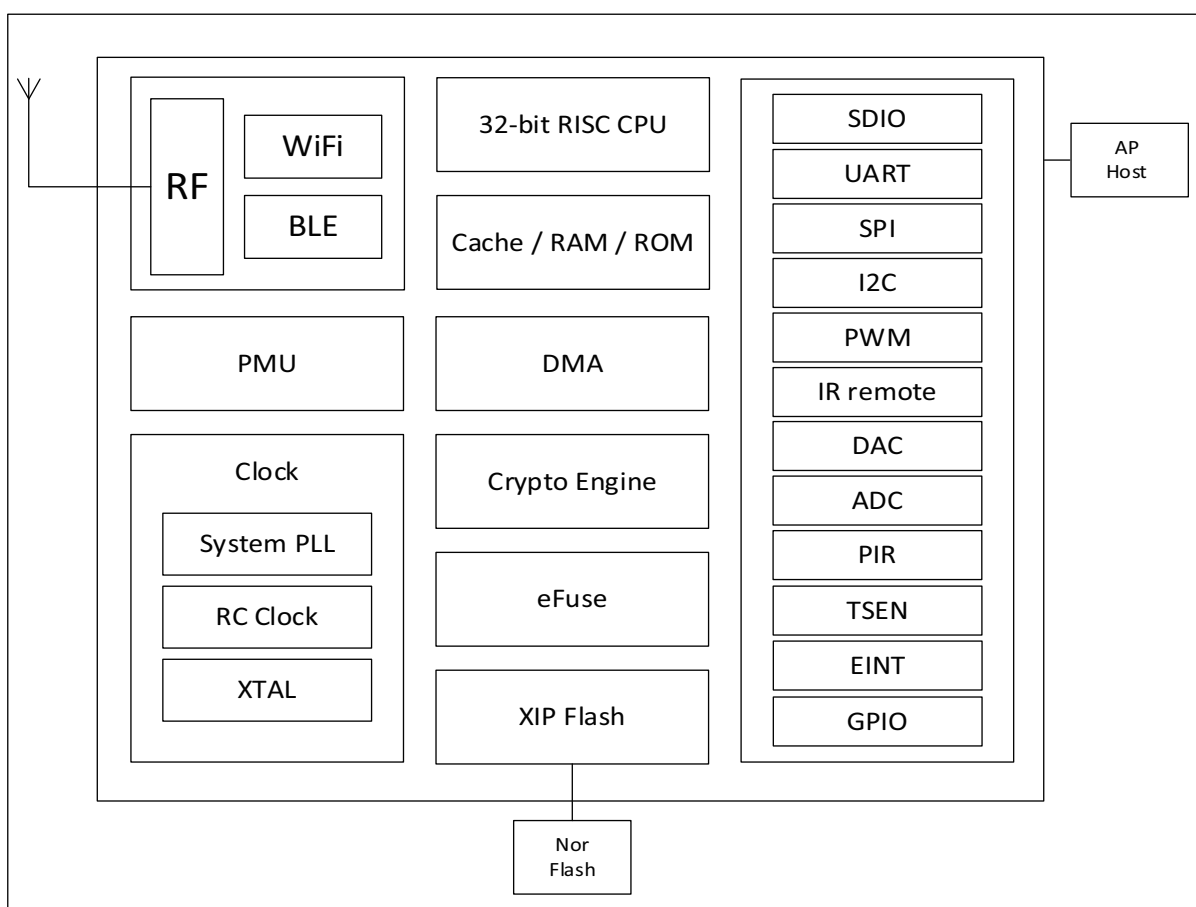 RF
WiFi
BLE
PMU
Clock
System PLL
RC Clock
XTAL
32-bit RISC CPU
Cache / RAM / ROM
DMA
Crypto Engine
eFuse
XIP Flash
Nor
Flash
SDIO
UART
SPI
I2C
PWM
IR remote
DAC
ADC
PIR
TSEN
EINT
GPIO
AP
Host